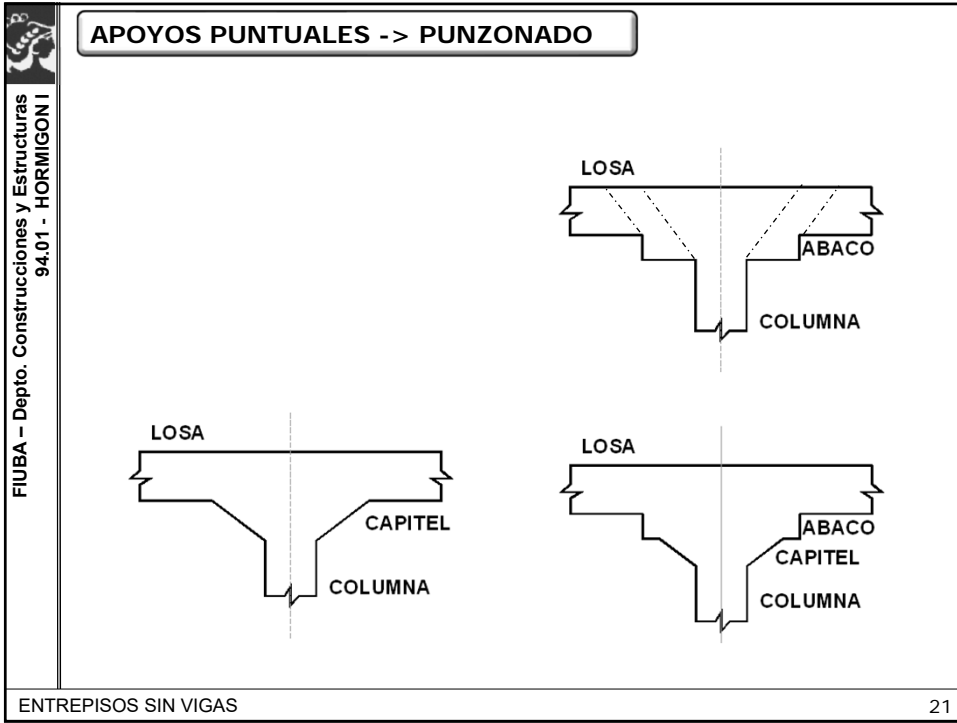 APOYOS PUNTUALES -> PUNZONADO
FIUBA – Depto. Construcciones y Estructuras
94.01 - HORMIGON I
LOSA
ABACO
COLUMNA
LOSA
CAPITEL
COLUMNA
LOSA
ABACO
CAPITEL
COLUMNA
ENTREPISOS SIN VIGAS
21